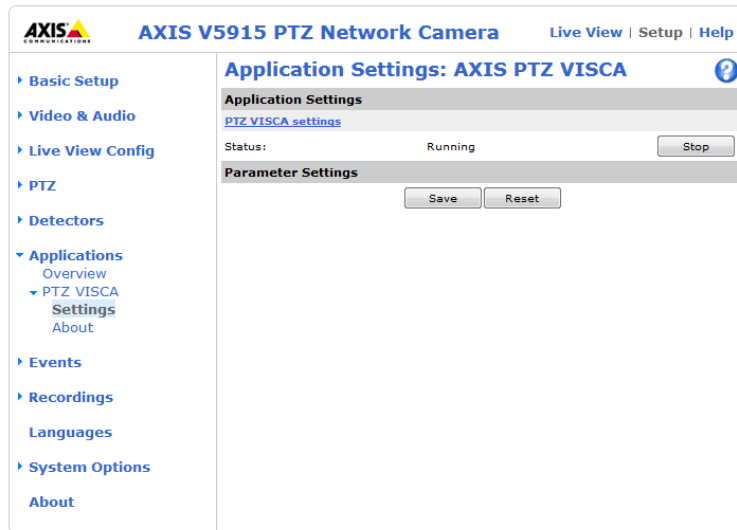 AXIS
COMMUNICATIONS
AXIS V5915 PTZ Network Camera
Live View | Setup | Help
Basic Setup
Video & Audio
Live View Config
PTZ
Detectors
Applications
Overview
PTZ VISCA
Settings
About
Events
Recordings
Languages
System Options
About
Application Settings: AXIS PTZ VISCA
?
Application Settings
PTZ VISCA settings
Status: Running Stop
Parameter Settings
Save Reset